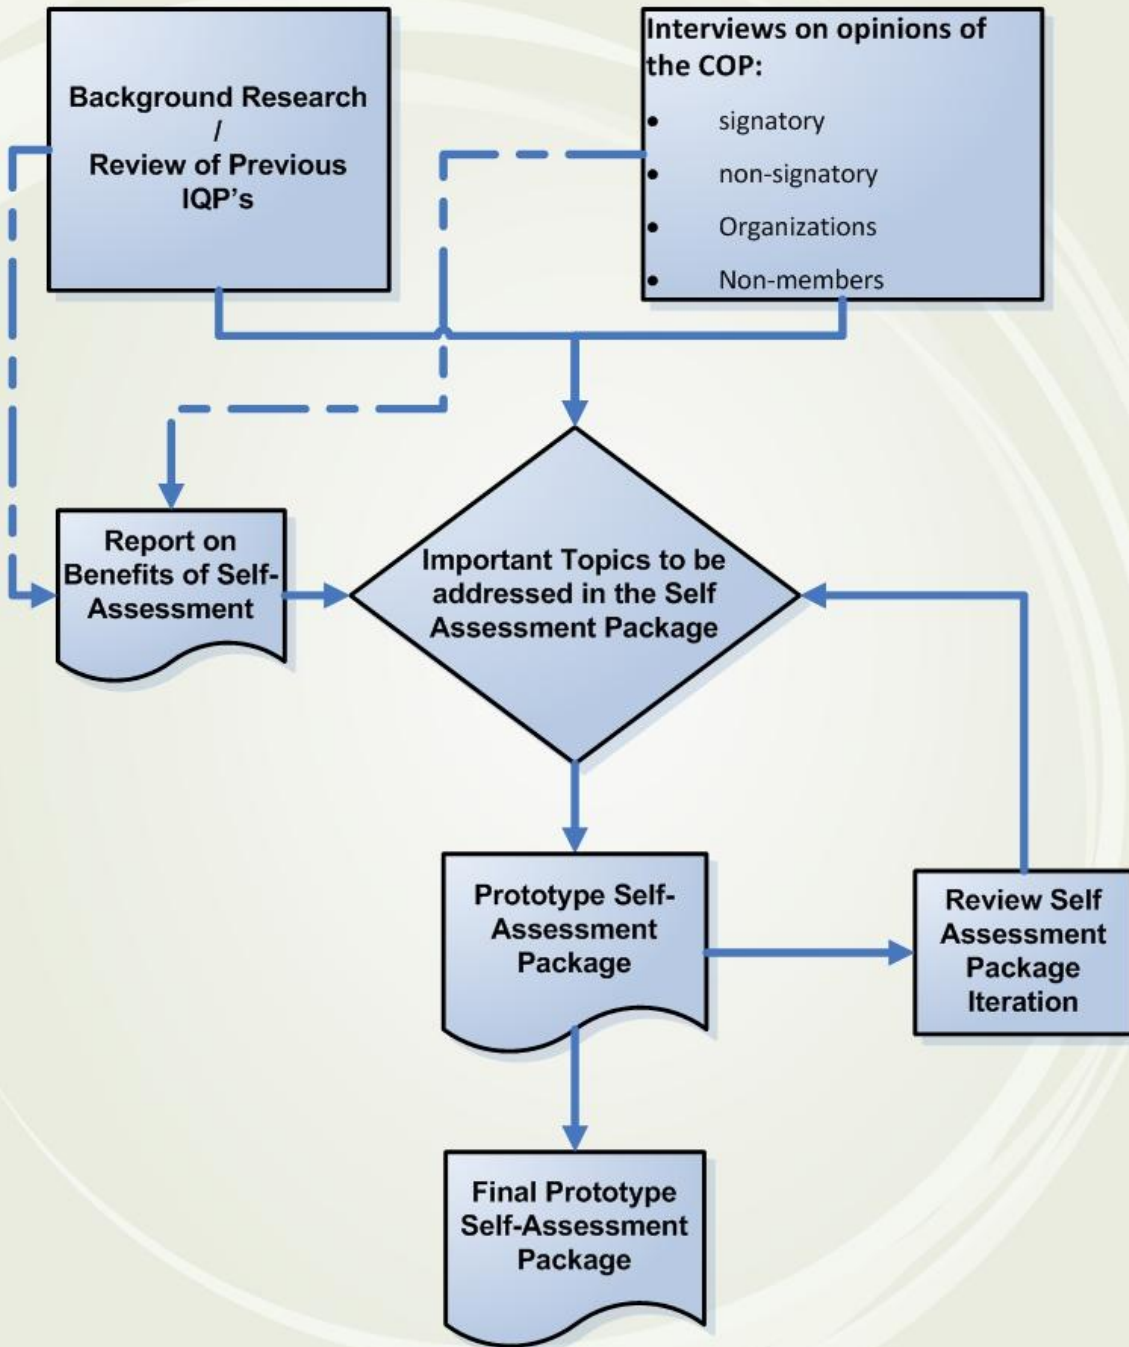 Background Research
/
Review of Previous
IQP's
Interviews on opinions of
the COP:
• signatory
• non-signatory
• Organizations
• Non-members
Report on
Benefits of Self-
Assessment
Important Topics to be
addressed in the Self
Assessment Package
Prototype Self-
Assessment
Package
Review Self
Assessment
Package
Iteration
Final Prototype
Self-Assessment
Package